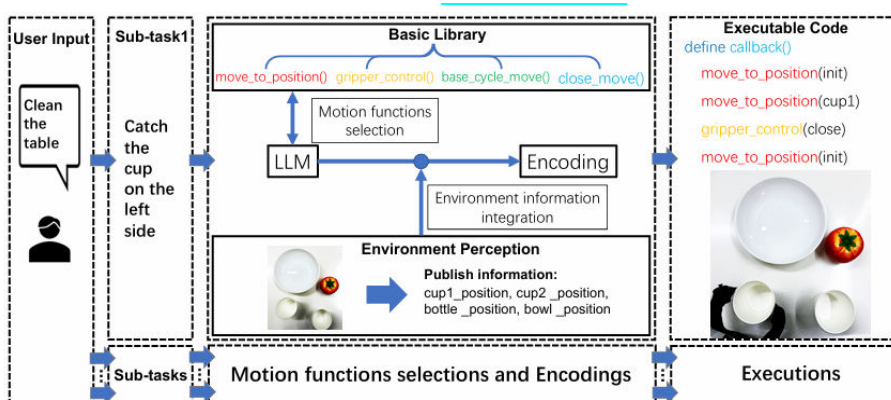 User Input
Clean
the
table
Sub-task1
Catch
the
cup
on the
left
side
Basic Library
move_to_position() gripper_control() base_cycle_move() close_move()
Motion functions
selection
LLM
Encoding
Environment information
integration
Environment Perception
Publish information:
cup1_position, cup2 _position,
bottle _position, bowl _position
Executable Code
define callback()
move_to_position(init)
move_to_position(cup1)
gripper_control(close)
move_to_position(init)
Sub-tasks
Motion functions selections and Encodings
Executions